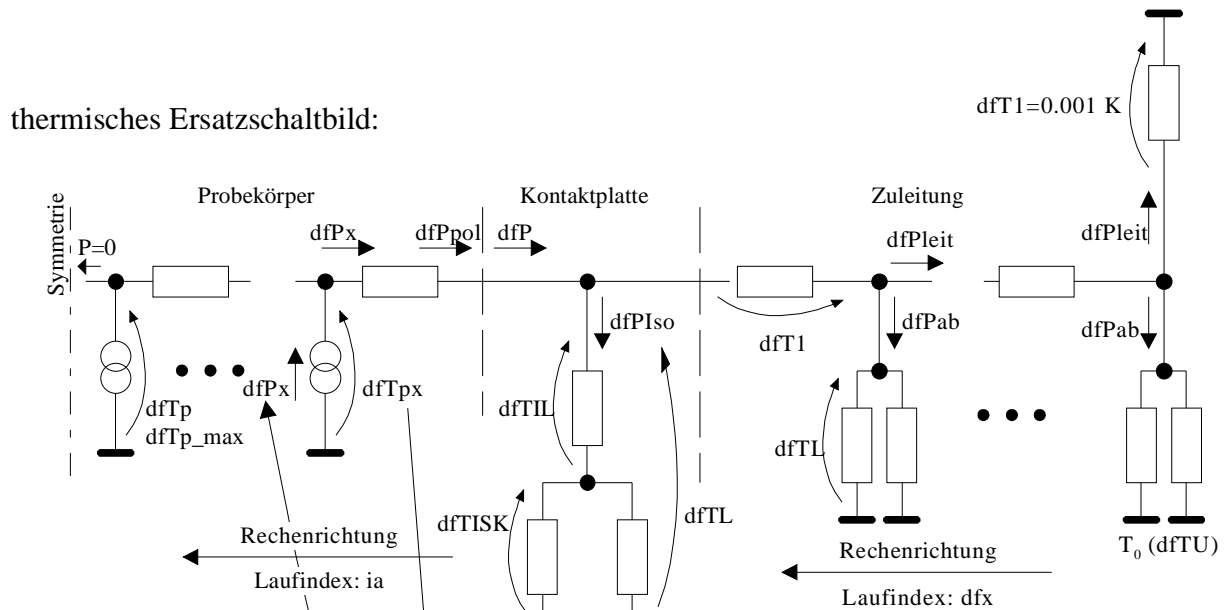 dfT1=0.001 K
thermisches Ersatzschaltbild:
Symmetrie
Probekörper
Kontaktplatte
Zuleitung
P=0
dfPx
dfPpol
dfP
dfPleit
dfPleit
dfPIso
dfT1
dfPab
dfPab
dfTp
dfTp_max
dfPx
dfTpx
dfTIL
dfTL
dfTISK
dfTL
Rechenrichtung
Laufindex: ia
Rechenrichtung
Laufindex: dfx
T₀ (dfTU)